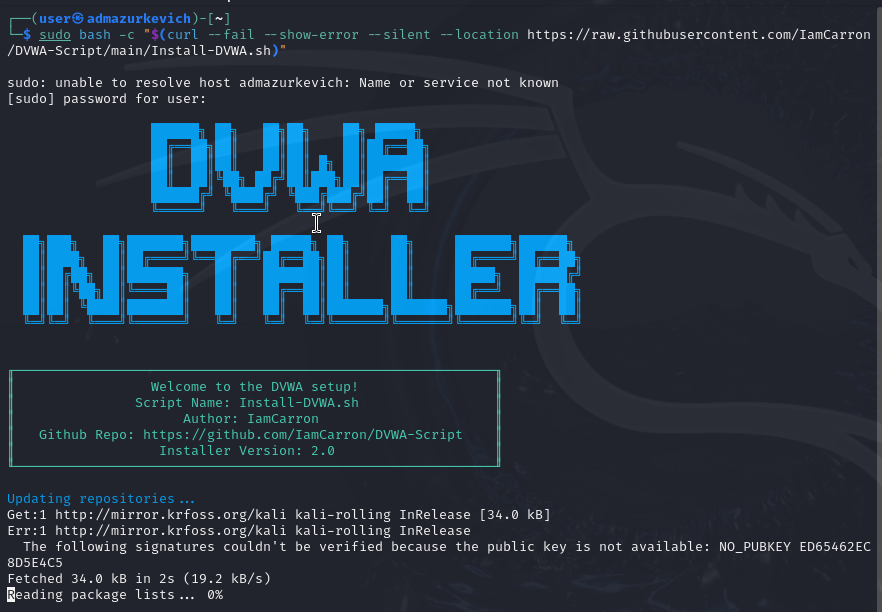 ┌──(user㉿admazurkevich)-[~]
└─$ sudo bash -c "$(curl --fail --show-error --silent --location https://raw.githubusercontent.com/IamCarron
/DVWA-Script/main/Install-DVWA.sh)"
sudo: unable to resolve host admazurkevich: Name or service not known
[sudo] password for user:
DVWA
INSTALLER
Welcome to the DVWA setup!
Script Name: Install-DVWA.sh
Author: IamCarron
Github Repo: https://github.com/IamCarron/DVWA-Script
Installer Version: 2.0
Updating repositories...
Get:1 http://mirror.krfoss.org/kali kali-rolling InRelease [34.0 kB]
Err:1 http://mirror.krfoss.org/kali kali-rolling InRelease
The following signatures couldn't be verified because the public key is not available: NO_PUBKEY ED65462EC
8D5E4C5
Fetched 34.0 kB in 2s (19.2 kB/s)
Reading package lists... 0%